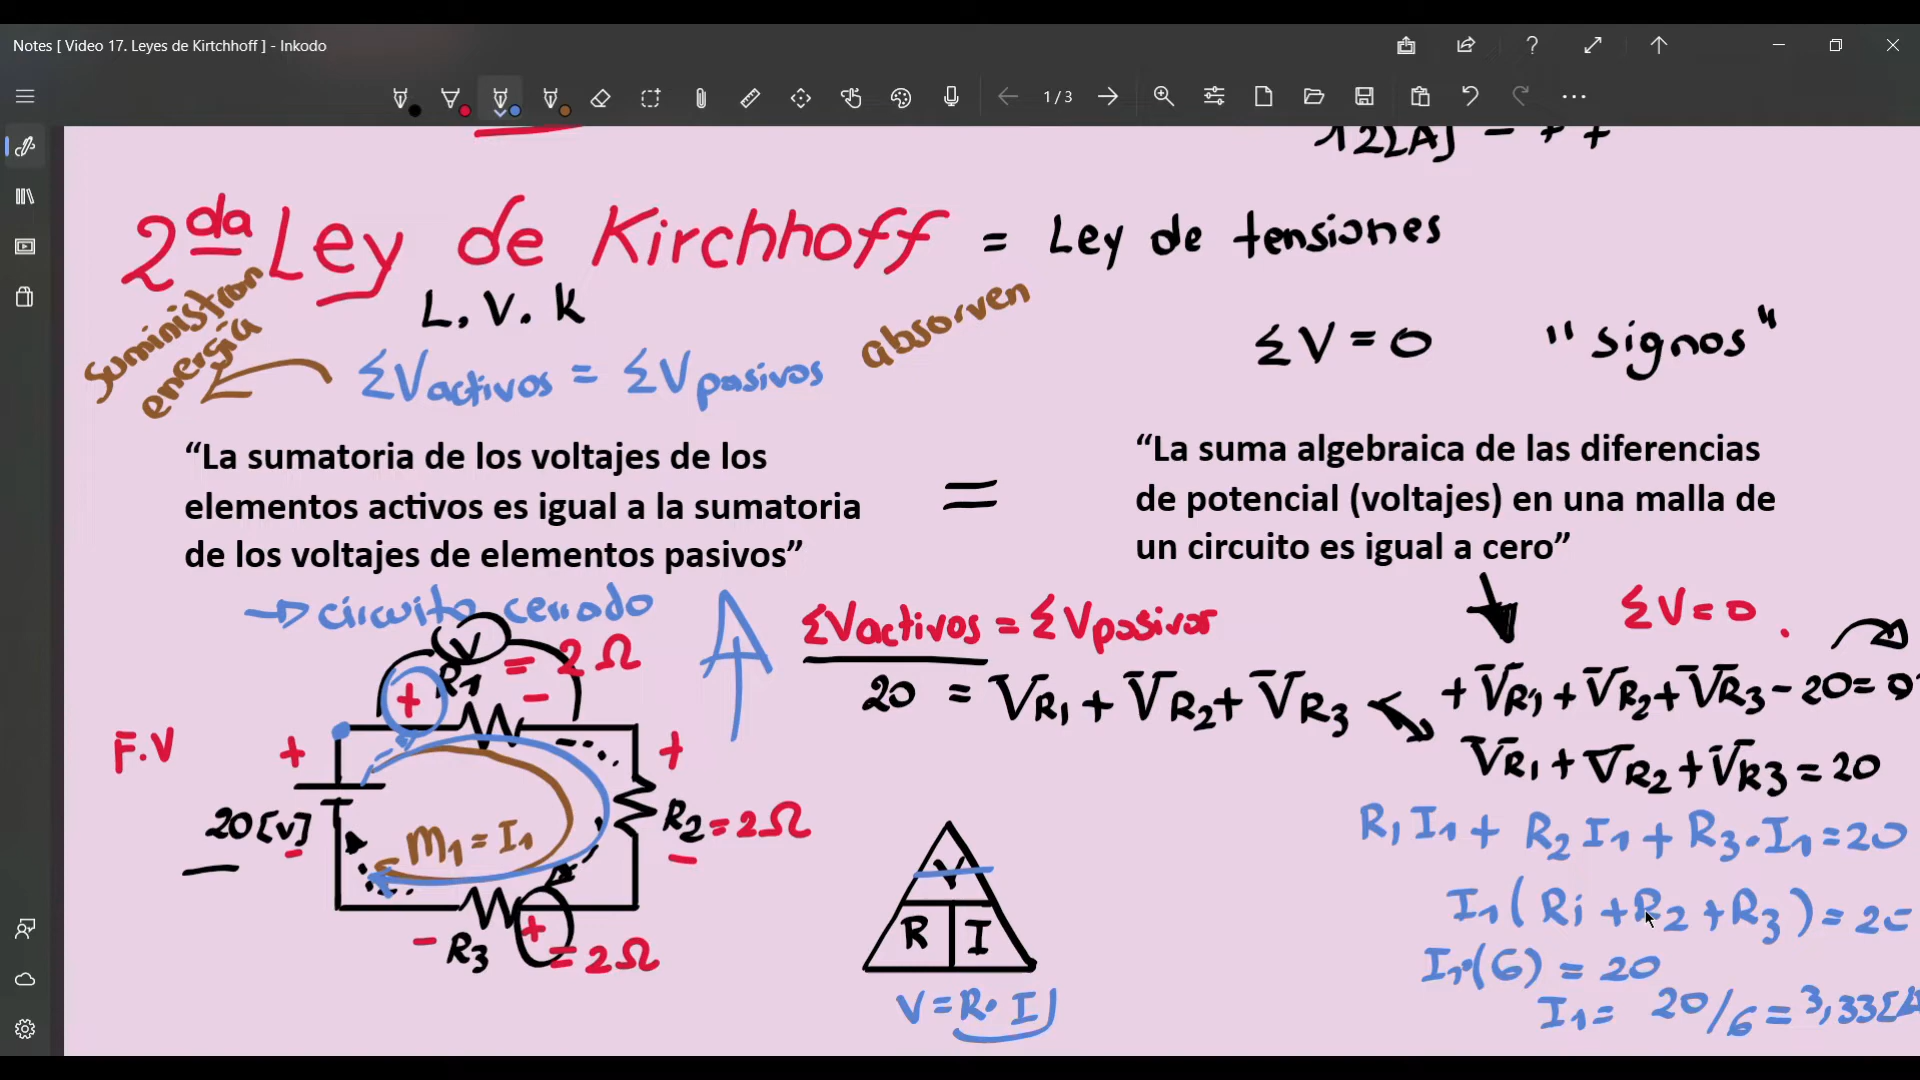 Notes [ Video 17. Leyes de Kirtchhoff ] - Inkodo
1 / 3
12[A] =
2da Ley de Kirchhoff = Ley de tensiones
L. V. K
suministran energía
ΣVactivos = ΣVpasivos
absorven
ΣV = 0 "signos"
“La sumatoria de los voltajes de los
elementos activos es igual a la sumatoria
de los voltajes de elementos pasivos”
=
“La suma algebraica de las diferencias
de potencial (voltajes) en una malla de
un circuito es igual a cero”
→ circuito cerrado
V
R1 = 2Ω
+ -
F.V
+
20[v]
-
m1 = I1
+
R2 = 2Ω
-
- R3 + = 2Ω
ΣVactivos = ΣVpasivos
20 = VR1 + VR2 + VR3
V
R I
V = R · I
ΣV = 0
+ VR1 + VR2 + VR3 - 20 = 0
VR1 + VR2 + VR3 = 20
R1 I1 + R2 I1 + R3 · I1 = 20
I1 ( R1 + R2 + R3 ) = 20
I1 · (6) = 20
I1 = 20/6 = 3,33[A